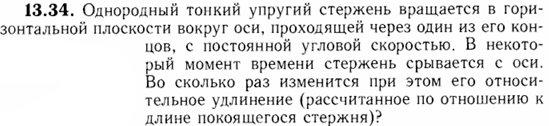 13.34. Однородный тонкий упругий стержень вращается в гори-
зонтальной плоскости вокруг оси, проходящей через один из его кон-
цов, с постоянной угловой скоростью. В некото-
рый момент времени стержень срывается с оси.
Во сколько раз изменится при этом его относи-
тельное удлинение (рассчитанное по отношению к
длине покоящегося стержня)?